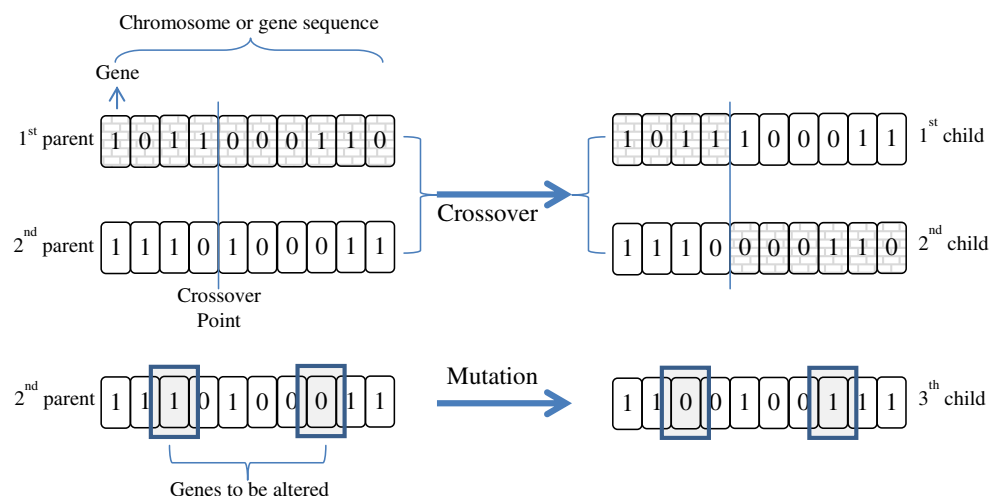 Chromosome or gene sequence
Gene
1st parent 1 0 1 1 0 0 0 1 1 0
1 0 1 1 1 0 0 0 1 1 1st child
Crossover
2nd parent 1 1 1 0 1 0 0 0 1 1
1 1 1 0 0 0 0 1 1 0 2nd child
Crossover
Point
Mutation
2nd parent 1 1 1 0 1 0 0 0 1 1
1 1 0 0 1 0 0 1 1 1 3th child
Genes to be altered